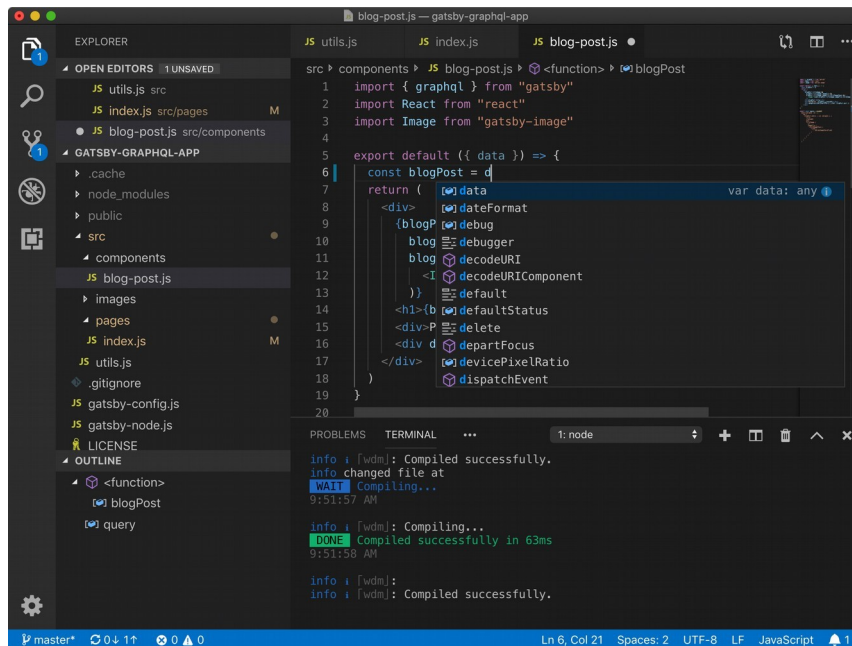 blog-post.js — gatsby-graphql-app
EXPLORER
OPEN EDITORS 1 UNSAVED
JS utils.js src
JS index.js src/pages M
JS blog-post.js src/components
GATSBY-GRAPHQL-APP
.cache
node_modules
public
src
components
JS blog-post.js
images
pages
JS index.js M
JS utils.js
.gitignore
JS gatsby-config.js
JS gatsby-node.js
LICENSE
OUTLINE
<function>
blogPost
query
JS utils.js JS index.js JS blog-post.js
src components JS blog-post.js <function> blogPost
1 import { graphql } from "gatsby"
2 import React from "react"
3 import Image from "gatsby-image"
4
5 export default ({ data }) => {
6 const blogPost = d
7 return (
8 <div>
9 {blogP
10 blog
11 blog
12 <I
13 )}
14 <h1>{b
15 <div>P
16 <div d
17 </div>
18 )
19 }
20
data var data: any
dateFormat
debug
debugger
decodeURI
decodeURIComponent
default
defaultStatus
delete
departFocus
devicePixelRatio
dispatchEvent
PROBLEMS TERMINAL ••• 1: node
info i ｢wdm｣: Compiled successfully.
info changed file at
WAIT Compiling...
9:51:57 AM
info i ｢wdm｣: Compiling...
DONE Compiled successfully in 63ms
9:51:58 AM
info i ｢wdm｣:
info i ｢wdm｣: Compiled successfully.
1
1
master* 0↓ 1↑ 0 0 Ln 6, Col 21 Spaces: 2 UTF-8 LF JavaScript 1